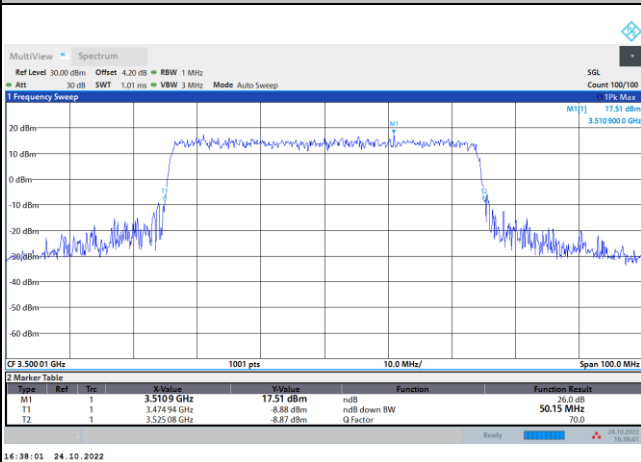 MultiView Spectrum
Ref Level 30.00 dBm Offset 4.20 dB RBW 1 MHz SGL
Att 30 dB SWT 1.01 ms VBW 3 MHz Mode Auto Sweep Count 100/100
1 Frequency Sweep 1Pk Max
M1[1] 17.51 dBm
3.510 900 0 GHz
M1
20 dBm
10 dBm
0 dBm
T1 T2
-10 dBm
-20 dBm
-30 dBm
-40 dBm
-50 dBm
-60 dBm
CF 3.500 01 GHz 1001 pts 10.0 MHz/ Span 100.0 MHz
2 Marker Table
Type Ref Trc X-Value Y-Value Function Function Result
M1 1 3.510 9 GHz 17.51 dBm ndB 26.0 dB
T1 1 3.474 94 GHz -8.88 dBm ndB down BW 50.15 MHz
T2 1 3.525 08 GHz -8.87 dBm Q Factor 70.0
Ready 24.10.2022
16:38:01
16:38:01 24.10.2022